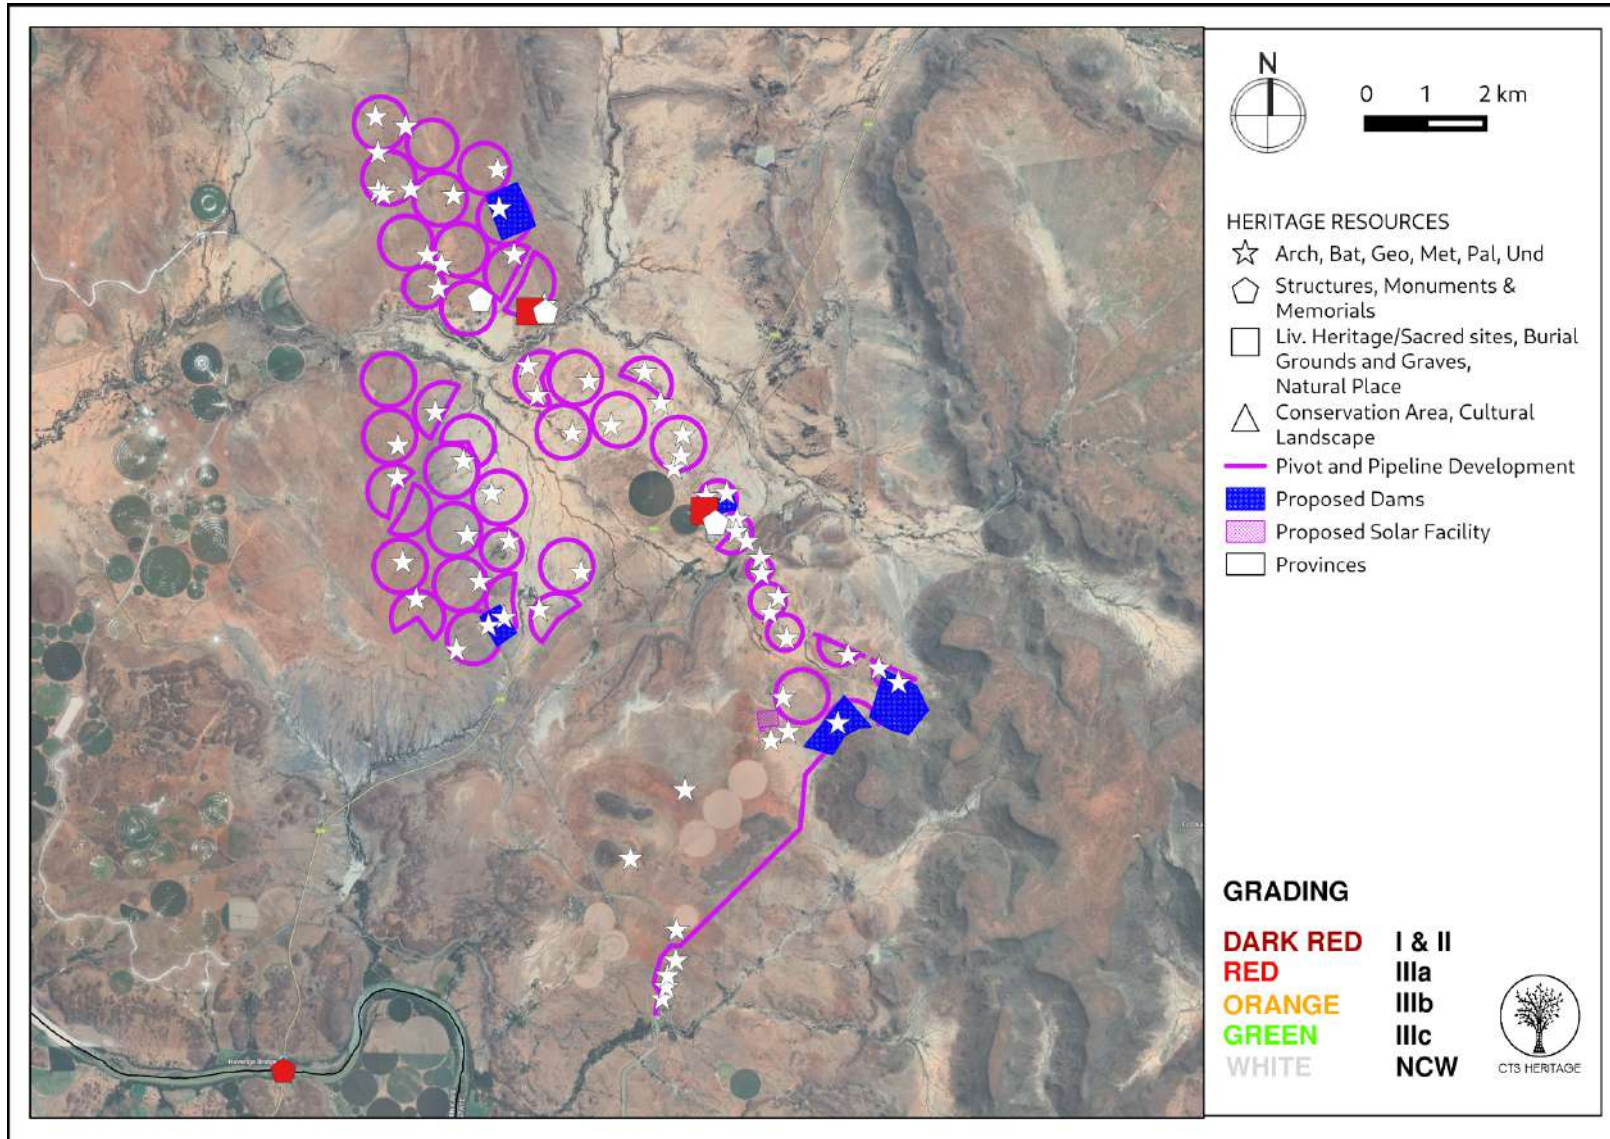 N
0 1 2 km
HERITAGE RESOURCES
Arch, Bat, Geo, Met, Pal, Und
Structures, Monuments &
Memorials
Liv. Heritage/Sacred sites, Burial
Grounds and Graves,
Natural Place
Conservation Area, Cultural
Landscape
Pivot and Pipeline Development
Proposed Dams
Proposed Solar Facility
Provinces
GRADING
DARK RED I & II
RED IIIa
ORANGE IIIb
GREEN IIIc
WHITE NCW
CTS HERITAGE